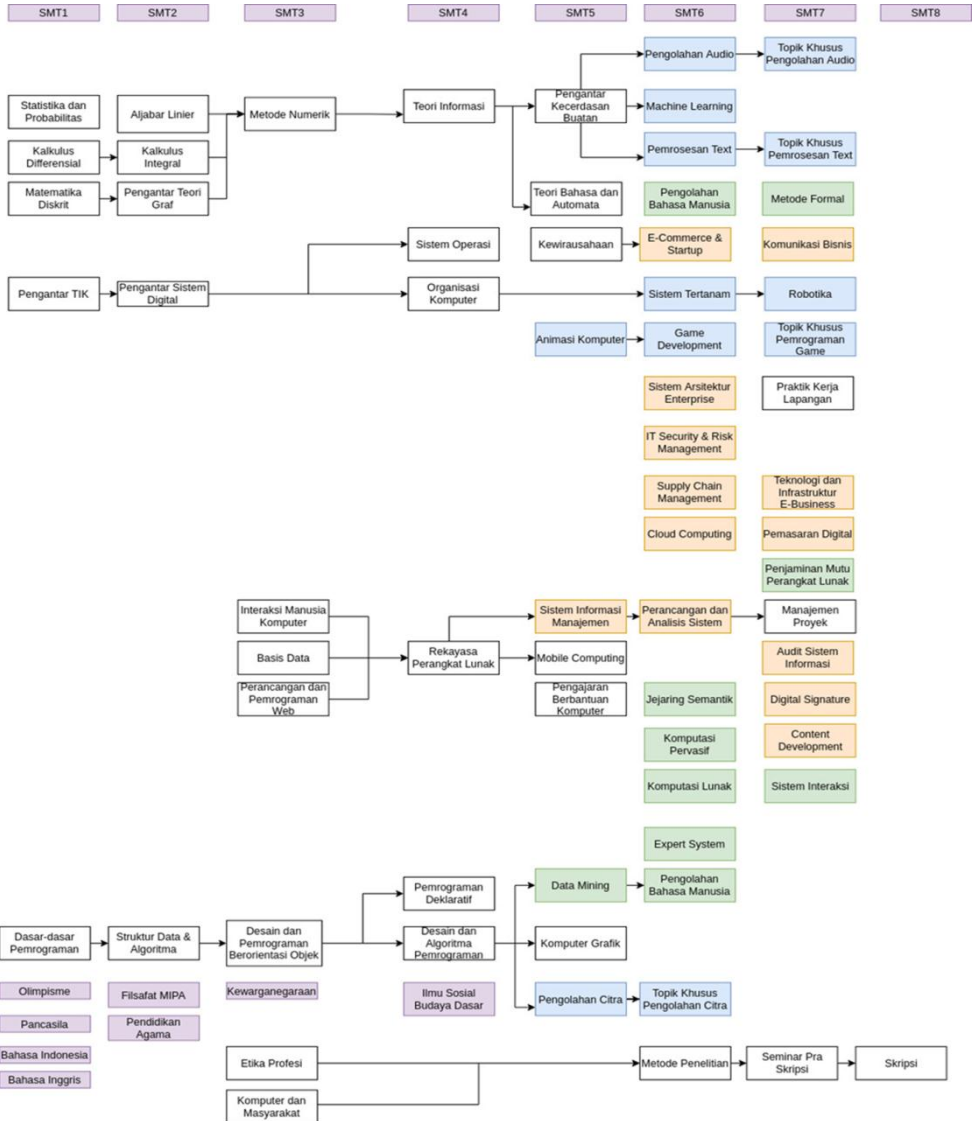 SMT1
SMT2
SMT3
SMT4
SMT5
SMT6
SMT7
SMT8
Pengolahan Audio
Topik Khusus
Pengolahan Audio
Statistika dan
Probabilitas
Aljabar Linier
Metode Numerik
Teori Informasi
Pengantar
Kecerdasan
Buatan
Machine Learning
Kalkulus
Differensial
Kalkulus
Integral
Pemrosesan Text
Topik Khusus
Pemrosesan Text
Matematika
Diskrit
Pengantar Teori
Graf
Teori Bahasa dan
Automata
Pengolahan
Bahasa Manusia
Metode Formal
Sistem Operasi
Kewirausahaan
E-Commerce &
Startup
Komunikasi Bisnis
Pengantar TIK
Pengantar Sistem
Digital
Organisasi
Komputer
Sistem Tertanam
Robotika
Animasi Komputer
Game
Development
Topik Khusus
Pemrograman
Game
Sistem Arsitektur
Enterprise
Praktik Kerja
Lapangan
IT Security & Risk
Management
Supply Chain
Management
Teknologi dan
Infrastruktur
E-Business
Cloud Computing
Pemasaran Digital
Penjaminan Mutu
Perangkat Lunak
Interaksi Manusia
Komputer
Sistem Informasi
Manajemen
Perancangan dan
Analisis Sistem
Manajemen
Proyek
Basis Data
Rekayasa
Perangkat Lunak
Mobile Computing
Audit Sistem
Informasi
Perancangan dan
Pemrograman
Web
Pengajaran
Berbantuan
Komputer
Jejaring Semantik
Digital Signature
Komputasi
Pervasif
Content
Development
Komputasi Lunak
Sistem Interaksi
Expert System
Pemrograman
Deklaratif
Data Mining
Pengolahan
Bahasa Manusia
Dasar-dasar
Pemrograman
Struktur Data &
Algoritma
Desain dan
Pemrograman
Berorientasi Objek
Desain dan
Algoritma
Pemrograman
Komputer Grafik
Olimpisme
Filsafat MIPA
Kewarganegaraan
Ilmu Sosial
Budaya Dasar
Pengolahan Citra
Topik Khusus
Pengolahan Citra
Pancasila
Pendidikan
Agama
Bahasa Indonesia
Bahasa Inggris
Etika Profesi
Metode Penelitian
Seminar Pra
Skripsi
Skripsi
Komputer dan
Masyarakat